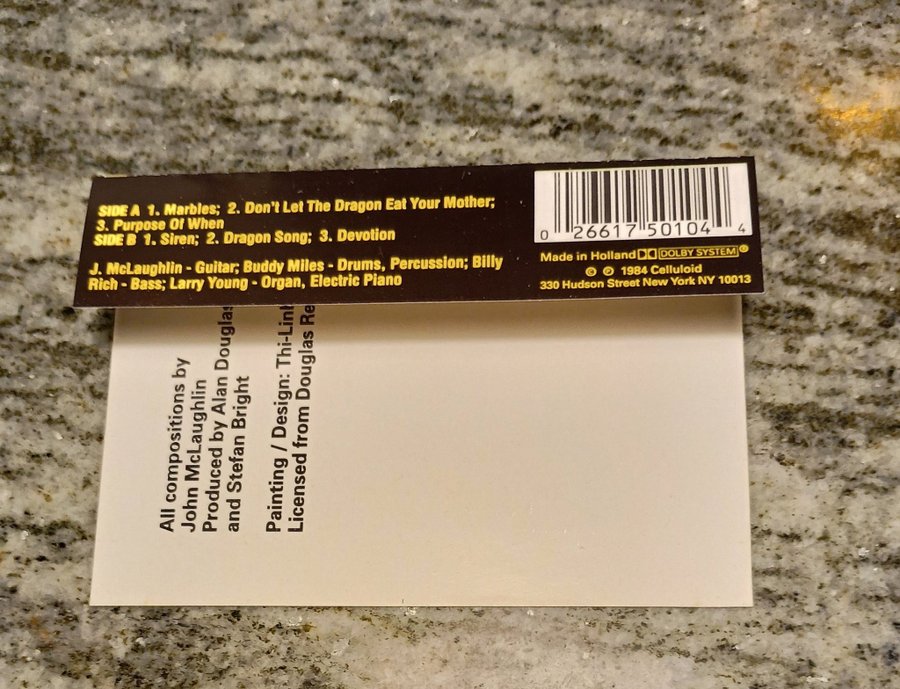 SIDE A 1. Marbles; 2. Don't Let The Dragon Eat Your Mother;
3. Purpose Of When
SIDE B 1. Siren; 2. Dragon Song; 3. Devotion
J. McLaughlin - Guitar; Buddy Miles - Drums, Percussion; Billy
Rich - Bass; Larry Young - Organ, Electric Piano
0 26617 50104 4
Made in Holland DOLBY SYSTEM®
© ℗ 1984 Celluloid
330 Hudson Street New York NY 10013
All compositions by
John McLaughlin
Produced by Alan Douglas
and Stefan Bright
Painting / Design: Thi-Linh
Licensed from Douglas Re